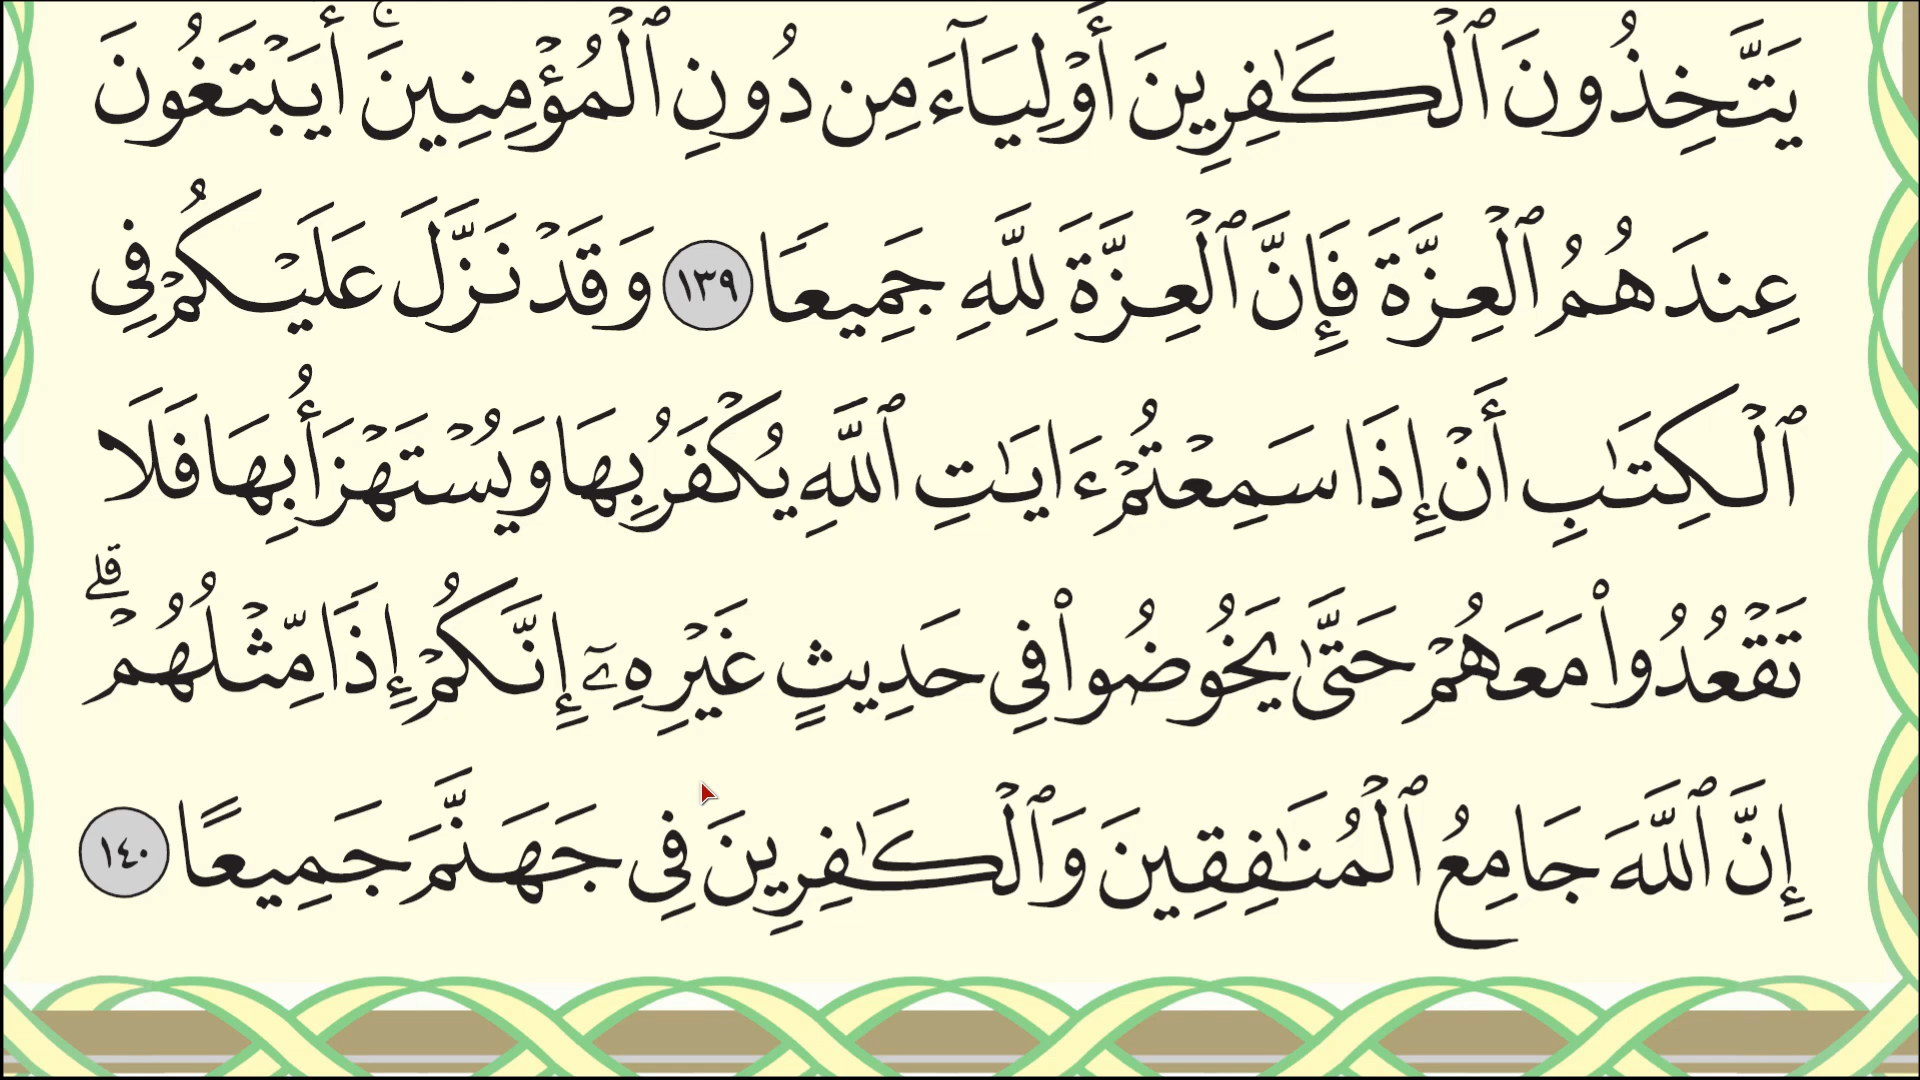 يَتَّخِذُونَ ٱلْكَـٰفِرِينَ أَوْلِيَآءَ مِن دُونِ ٱلْمُؤْمِنِينَ ۚ أَيَبْتَغُونَ
عِندَهُمُ ٱلْعِزَّةَ فَإِنَّ ٱلْعِزَّةَ لِلَّهِ جَمِيعًا ١٣٩ وَقَدْ نَزَّلَ عَلَيْكُمْ فِى
ٱلْكِتَـٰبِ أَنْ إِذَا سَمِعْتُمْ ءَايَـٰتِ ٱللَّهِ يُكْفَرُ بِهَا وَيُسْتَهْزَأُ بِهَا فَلَا
تَقْعُدُوا۟ مَعَهُمْ حَتَّىٰ يَخُوضُوا۟ فِى حَدِيثٍ غَيْرِهِۦٓ إِنَّكُمْ إِذًا مِّثْلُهُمْ ۗ
إِنَّ ٱللَّهَ جَامِعُ ٱلْمُنَـٰفِقِينَ وَٱلْكَـٰفِرِينَ فِى جَهَنَّمَ جَمِيعًا ١٤٠